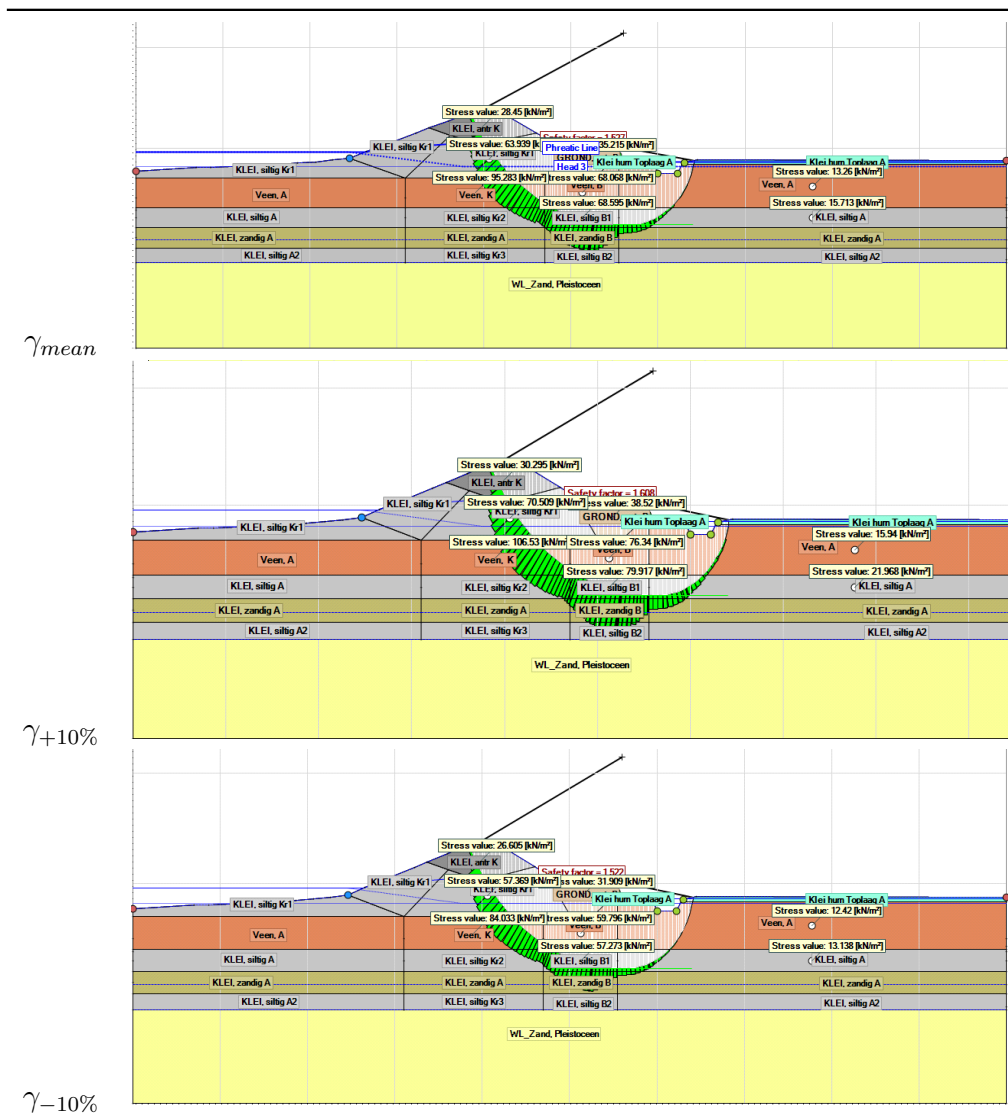 Stress value: 28.45 [kN/m²]
KLEI, antr K
Safety factor = 1.527
KLEI, siltig Kr1
Stress value: 63.939 [k
35.215 [kN/m²]
Phreatic Line
KLEI, siltig Kr1
GROND
Klei hum Toplaag A
Klei hum Toplaag A
KLEI, siltig Kr1
Head 3
Stress value: 13.26 [kN/m²]
Stress value: 95.283 [kN/m²]
68.068 [kN/m²]
Veen, A
Veen, K
Veen, B
Veen, A
Stress value: 68.595 [kN/m²]
Stress value: 15.713 [kN/m²]
KLEI, siltig A
KLEI, siltig Kr2
KLEI, siltig B1
KLEI, siltig A
KLEI, zandig A
KLEI, zandig A
KLEI, zandig B
KLEI, zandig A
KLEI, siltig A2
KLEI, siltig Kr3
KLEI, siltig B2
KLEI, siltig A2
WL_Zand, Pleistoceen
γmean
Stress value: 30.295 [kN/m²]
KLEI, antr K
Safety factor = 1.608
KLEI, siltig Kr1
Stress value: 70.509 [kN/m²]
value: 38.52 [kN/m²]
KLEI, siltig Kr1
GROND
Klei hum Toplaag A
Klei hum Toplaag A
KLEI, siltig Kr1
Stress value: 15.94 [kN/m²]
Stress value: 106.53 [kN/m²
Stress value: 76.34 [kN/m²]
Veen, A
Veen, A
Veen, K
Veen, B
Stress value: 79.917 [kN/m²]
Stress value: 21.968 [kN/m²]
KLEI, siltig A
KLEI, siltig Kr2
KLEI, siltig B1
KLEI, siltig A
KLEI, zandig A
KLEI, zandig A
KLEI, zandig B
KLEI, zandig A
KLEI, siltig A2
KLEI, siltig Kr3
KLEI, siltig B2
KLEI, siltig A2
WL_Zand, Pleistoceen
γ+10%
Stress value: 26.605 [kN/m²]
KLEI, antr K
Safety factor = 1.522
KLEI, siltig Kr1
Stress value: 57.369 [kN/m²]
ess value: 31.909 [kN/m²]
KLEI, siltig Kr1
GROND
Klei hum Toplaag A
Klei hum Toplaag A
KLEI, siltig Kr1
Stress value: 12.42 [kN/m²]
Stress value: 84.033 [kN/m²]
tress value: 59.796 [kN/m²]
Veen, A
Veen, A
Veen, K
Veen, B
Stress value: 57.273 [kN/m²]
Stress value: 13.138 [kN/m²]
KLEI, siltig A
KLEI, siltig Kr2
KLEI, siltig B1
KLEI, siltig A
KLEI, zandig A
KLEI, zandig A
KLEI, zandig B
KLEI, zandig A
KLEI, siltig A2
KLEI, siltig Kr3
KLEI, siltig B2
KLEI, siltig A2
WL_Zand, Pleistoceen
γ−10%